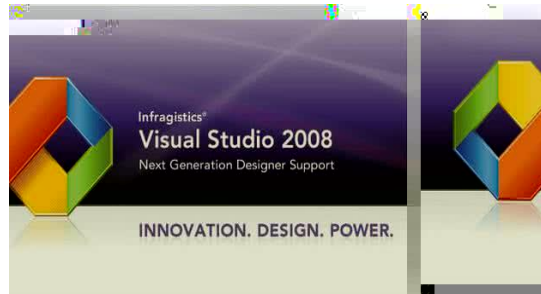 Infragistics®
Visual Studio 2008
Next Generation Designer Support
INNOVATION. DESIGN. POWER.